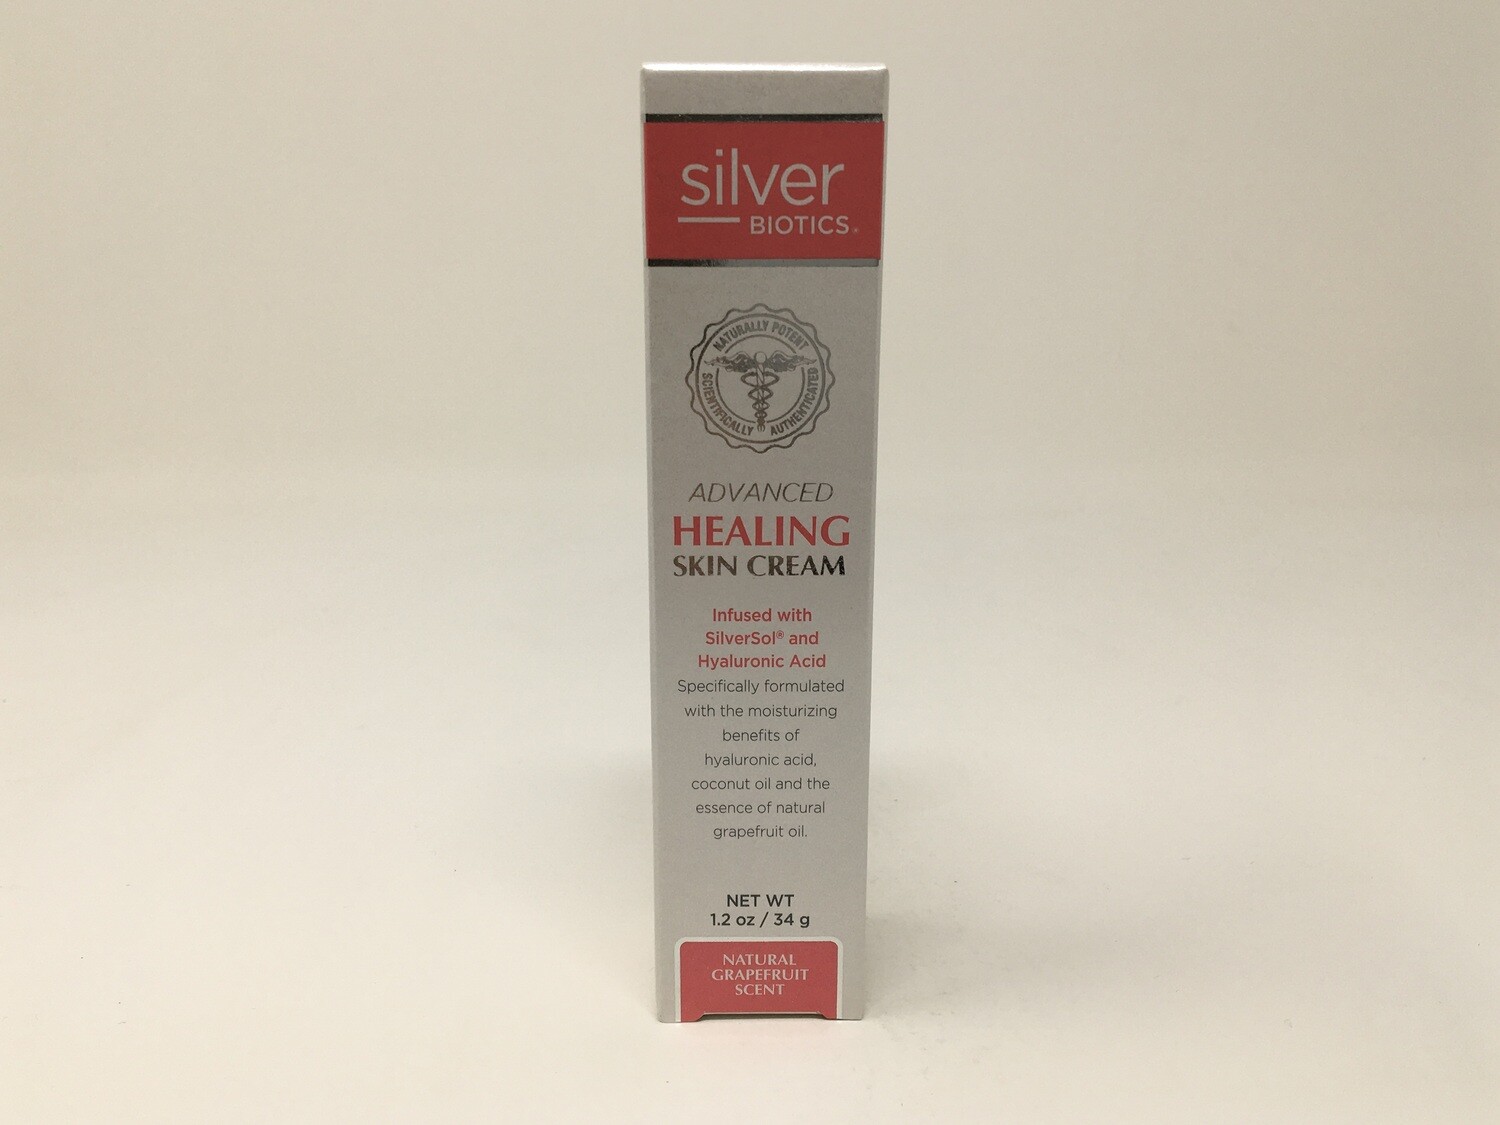 silver
BIOTICS®
NATURALLY POTENT
SCIENTIFICALLY AUTHENTICATED
ADVANCED
HEALING
SKIN CREAM
Infused with
SilverSol® and
Hyaluronic Acid
Specifically formulated
with the moisturizing
benefits of
hyaluronic acid,
coconut oil and the
essence of natural
grapefruit oil.
NET WT
1.2 oz / 34 g
NATURAL
GRAPEFRUIT
SCENT